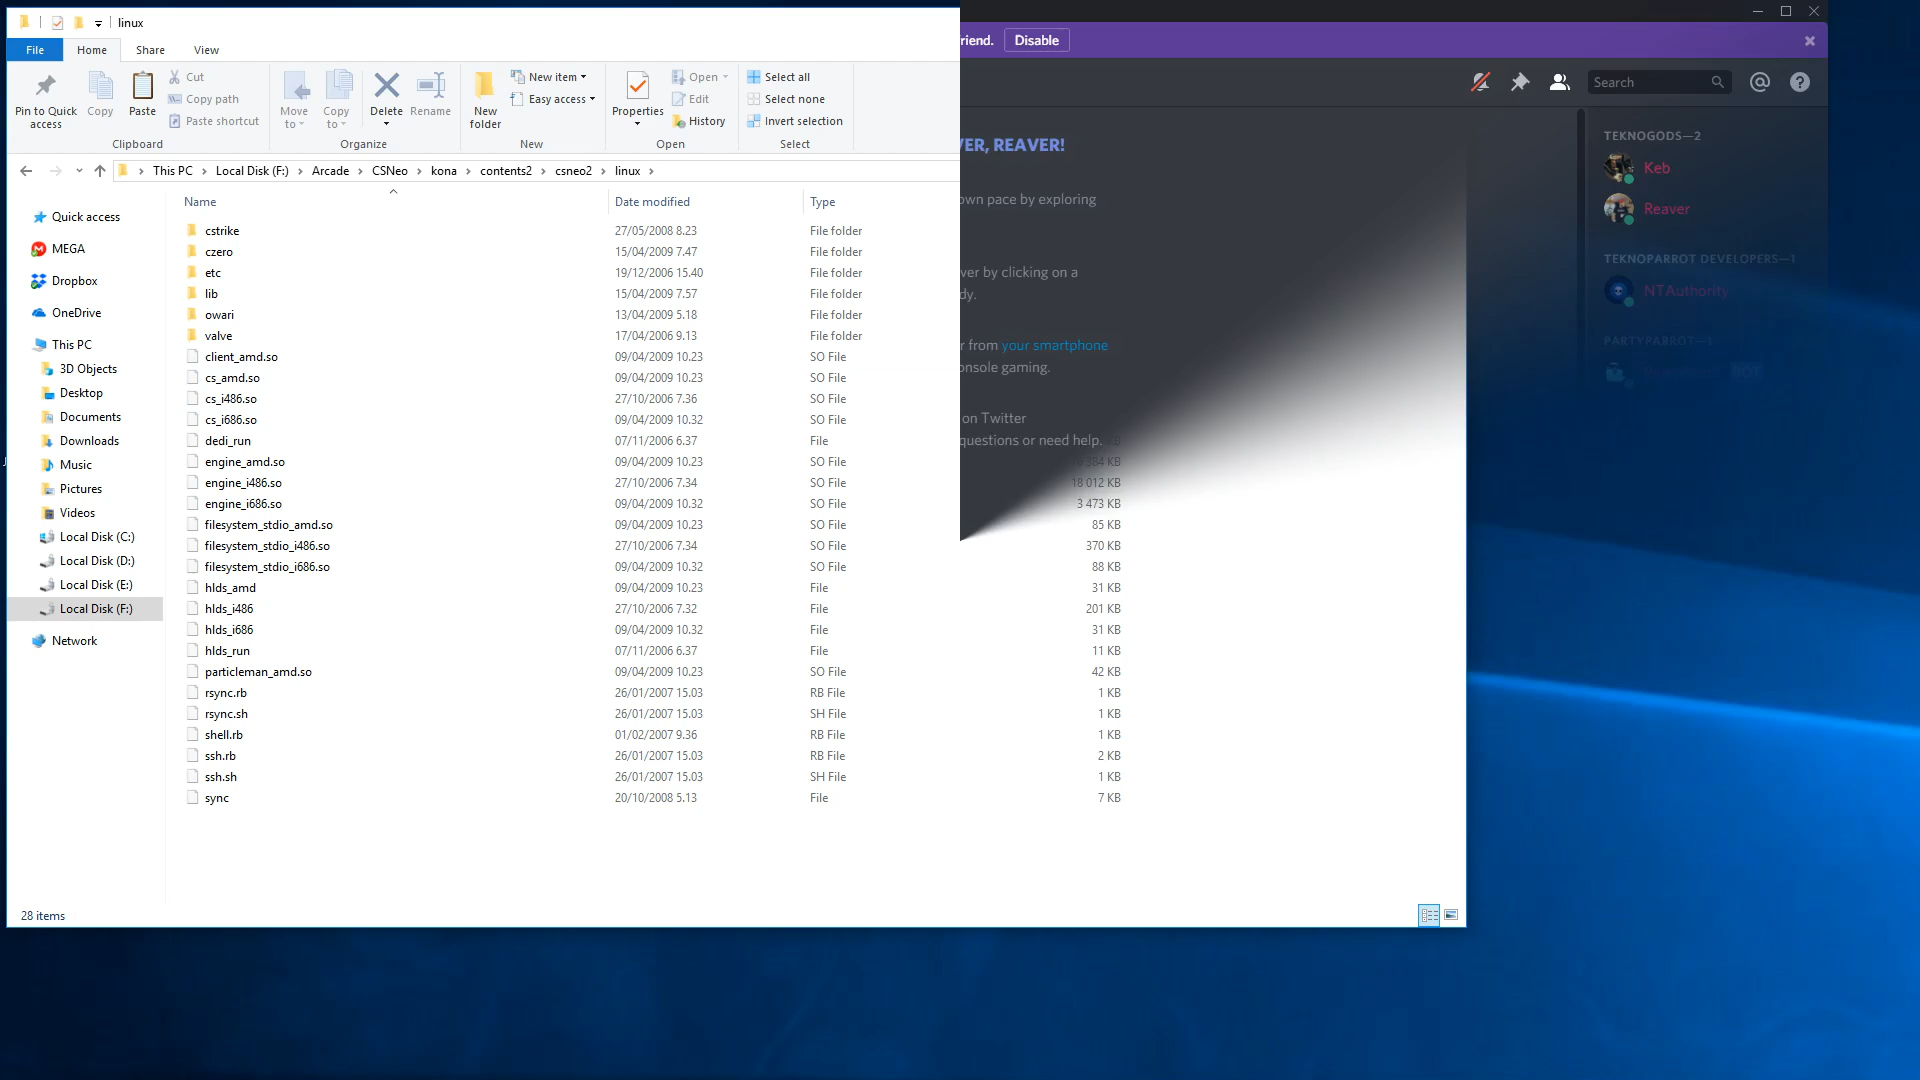 linux
File Home Share View
Pin to Quick access
Copy
Paste
Cut
Copy path
Paste shortcut
Clipboard
Move to
Copy to
Delete
Rename
Organize
New folder
New item
Easy access
New
Properties
Open
Edit
History
Open
Select all
Select none
Invert selection
Select
This PC > Local Disk (F:) > Arcade > CSNeo > kona > contents2 > csneo2 > linux >
Quick access
MEGA
Dropbox
OneDrive
This PC
3D Objects
Desktop
Documents
Downloads
Music
Pictures
Videos
Local Disk (C:)
Local Disk (D:)
Local Disk (E:)
Local Disk (F:)
Network
Name Date modified Type
cstrike 27/05/2008 8.23 File folder
czero 15/04/2009 7.47 File folder
etc 19/12/2006 15.40 File folder
lib 15/04/2009 7.57 File folder
owari 13/04/2009 5.18 File folder
valve 17/04/2006 9.13 File folder
client_amd.so 09/04/2009 10.23 SO File
cs_amd.so 09/04/2009 10.23 SO File
cs_i486.so 27/10/2006 7.36 SO File
cs_i686.so 09/04/2009 10.32 SO File
dedi_run 07/11/2006 6.37 File
engine_amd.so 09/04/2009 10.23 SO File
engine_i486.so 27/10/2006 7.34 SO File 18 012 KB
engine_i686.so 09/04/2009 10.32 SO File 3 473 KB
filesystem_stdio_amd.so 09/04/2009 10.23 SO File 85 KB
filesystem_stdio_i486.so 27/10/2006 7.34 SO File 370 KB
filesystem_stdio_i686.so 09/04/2009 10.32 SO File 88 KB
hlds_amd 09/04/2009 10.23 File 31 KB
hlds_i486 27/10/2006 7.32 File 201 KB
hlds_i686 09/04/2009 10.32 File 31 KB
hlds_run 07/11/2006 6.37 File 11 KB
particleman_amd.so 09/04/2009 10.23 SO File 42 KB
rsync.rb 26/01/2007 15.03 RB File 1 KB
rsync.sh 26/01/2007 15.03 SH File 1 KB
shell.rb 01/02/2007 9.36 RB File 1 KB
ssh.rb 26/01/2007 15.03 RB File 2 KB
ssh.sh 26/01/2007 15.03 SH File 1 KB
sync 20/10/2008 5.13 File 7 KB
28 items
riend. Disable
Search
VER, REAVER!
own pace by exploring
ver by clicking on a
dy.
r from your smartphone
onsole gaming.
on Twitter
questions or need help.
TEKNOGODS—2
Keb
Reaver
TEKNOPARROT DEVELOPERS—1
NTAuthority
PARTYPARROT—1
BOT